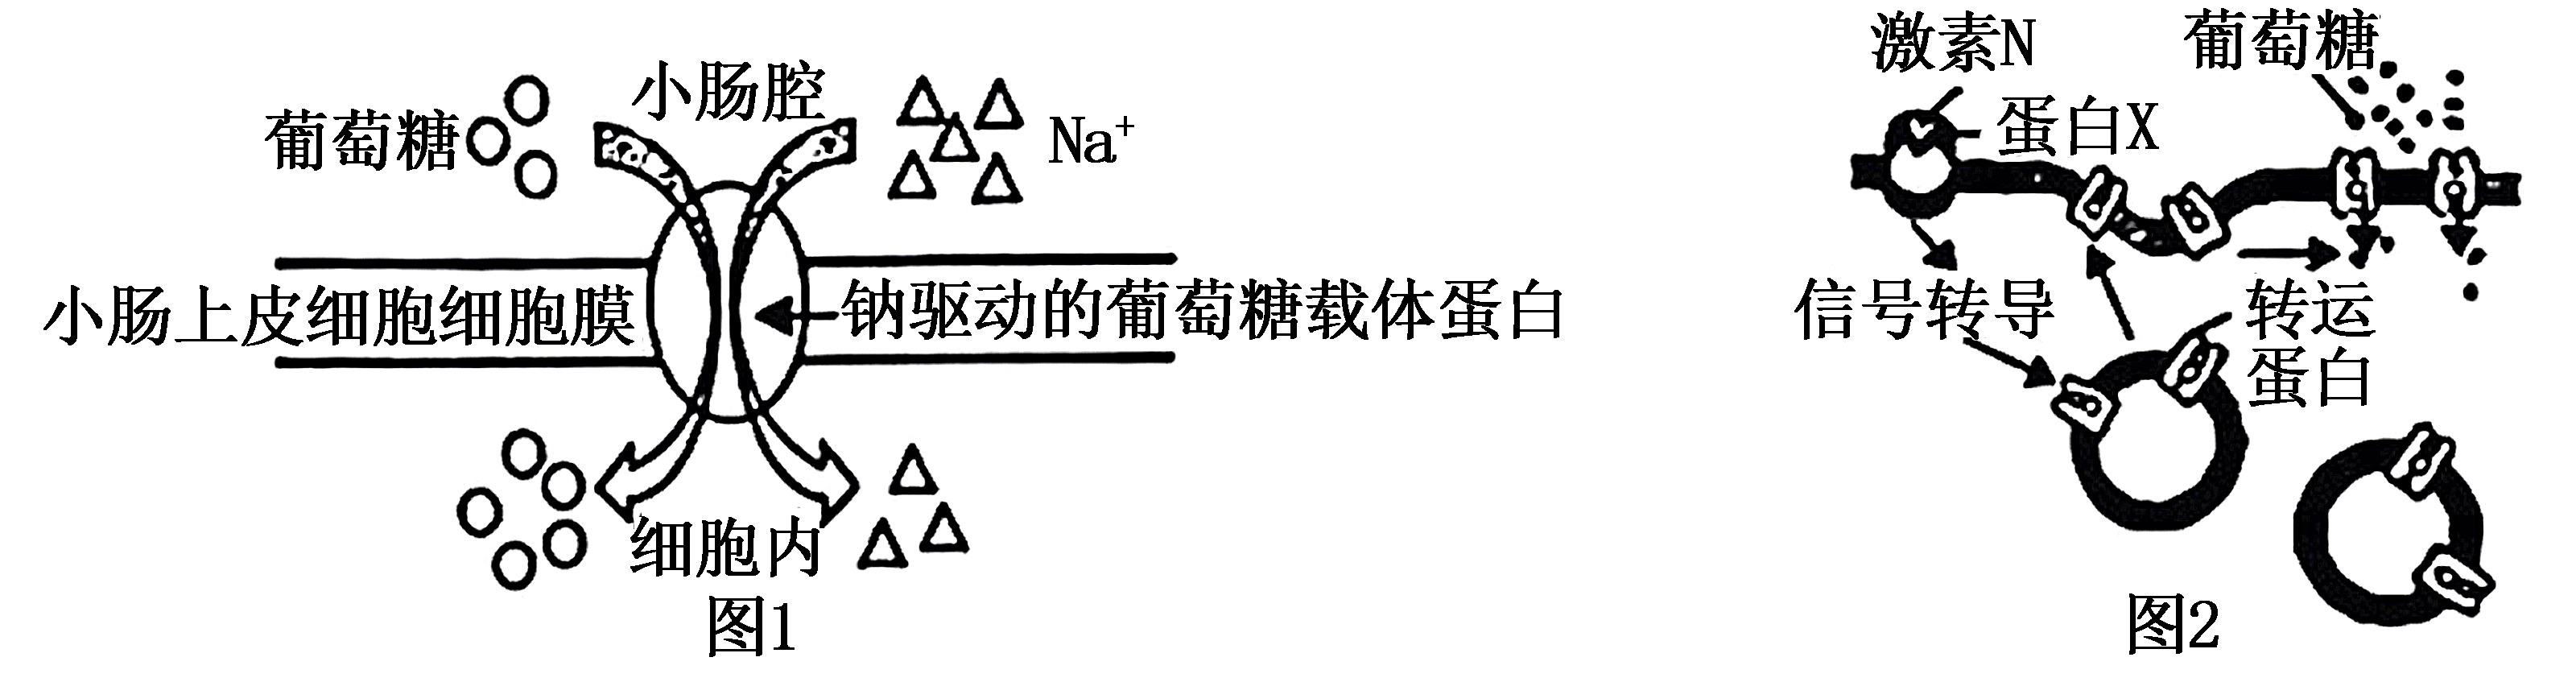 小肠腔
葡萄糖
Na⁺
小肠上皮细胞细胞膜
钠驱动的葡萄糖载体蛋白
细胞内
图1
激素N
葡萄糖
蛋白X
信号转导
转运
蛋白
图2